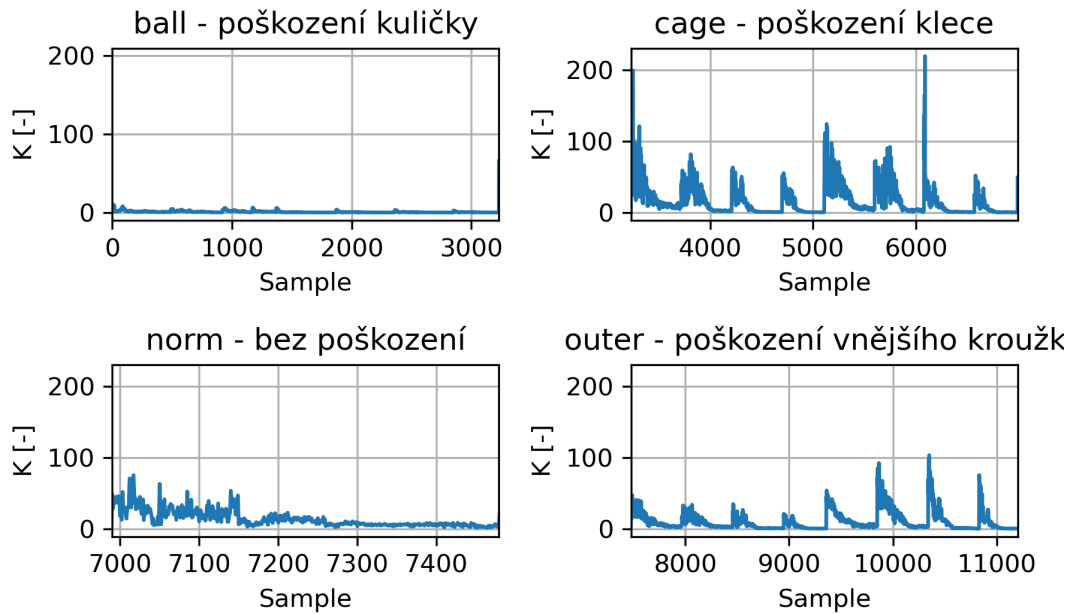 ball - poškození kuličky
200
100
0
K [-]
0 1000 2000 3000
Sample
cage - poškození klece
200
100
0
K [-]
4000 5000 6000
Sample
norm - bez poškození
200
100
0
K [-]
7000 7100 7200 7300 7400
Sample
outer - poškození vnějšího kroužk
200
100
0
K [-]
8000 9000 10000 11000
Sample